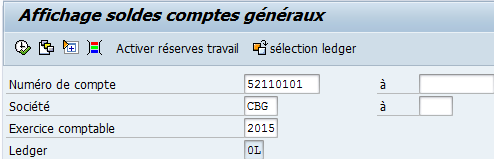 Affichage soldes comptes généraux
Activer réserves travail sélection ledger
Numéro de compte 52110101 à
Société CBG à
Exercice comptable 2015
Ledger 0L